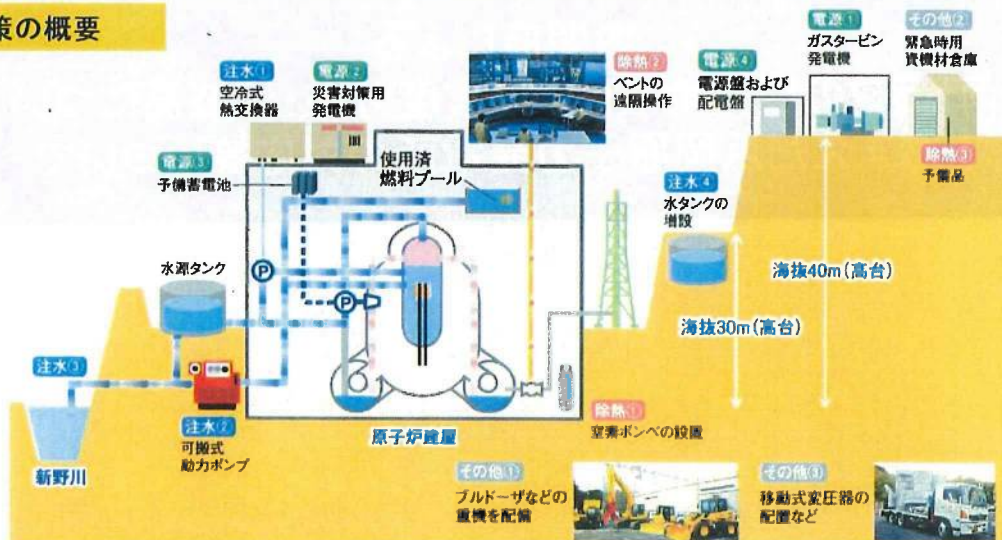 策の概要
注水①
空冷式
熱交換器
電源②
災害対策用
発電機
除熱②
ベントの
遠隔操作
電源④
電源盤および
配電盤
電源①
ガスタービン
発電機
その他②
緊急時用
資機材倉庫
電源③
予備蓄電池
使用済
燃料プール
除熱③
予備品
注水④
水タンクの
増設
水源タンク
P
P
海抜40m(高台)
海抜30m(高台)
注水③
新野川
注水②
可搬式
動力ポンプ
原子炉建屋
除熱①
窒素ボンベの設置
その他①
ブルドーザなどの
重機を配備
その他③
移動式変圧器の
配置など